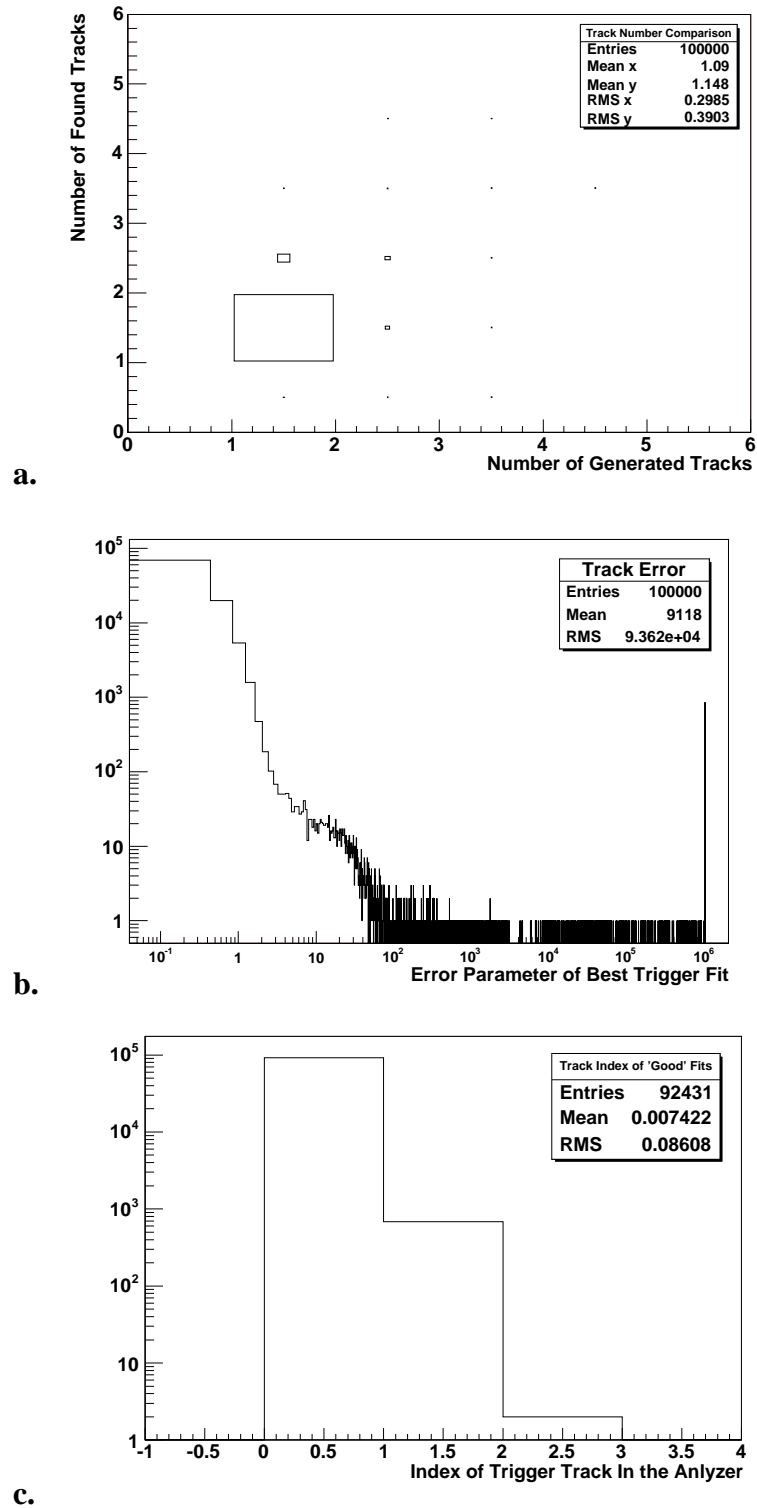 Number of Found Tracks
6
5
4
3
2
1
0
Track Number Comparison
Entries 100000
Mean x 1.09
Mean y 1.148
RMS x 0.2985
RMS y 0.3903
0 1 2 3 4 5 6
Number of Generated Tracks
a.
10^5
10^4
10^3
10^2
10
1
Track Error
Entries 100000
Mean 9118
RMS 9.362e+04
10^-1 1 10 10^2 10^3 10^4 10^5 10^6
Error Parameter of Best Trigger Fit
b.
10^5
10^4
10^3
10^2
10
1
Track Index of 'Good' Fits
Entries 92431
Mean 0.007422
RMS 0.08608
-1 -0.5 0 0.5 1 1.5 2 2.5 3 3.5 4
Index of Trigger Track In the Anlyzer
c.